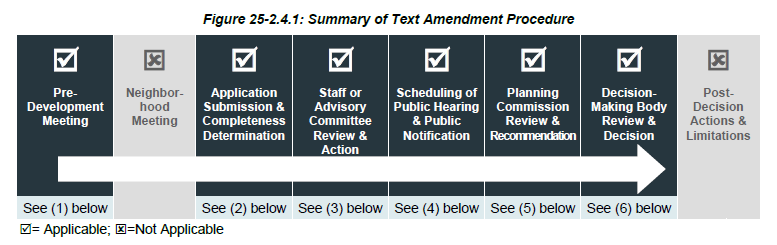 Figure 25-2.4.1: Summary of Text Amendment Procedure
☑
Pre-
Development
Meeting
☒
Neighbor-
hood
Meeting
☑
Application
Submission &
Completeness
Determination
☑
Staff or
Advisory
Committee
Review &
Action
☑
Scheduling of
Public Hearing
& Public
Notification
☑
Planning
Commission
Review &
Recommendation
☑
Decision-
Making Body
Review &
Decision
☒
Post-
Decision
Actions &
Limitations
See (1) below
See (2) below
See (3) below
See (4) below
See (5) below
See (6) below
☑= Applicable; ☒=Not Applicable